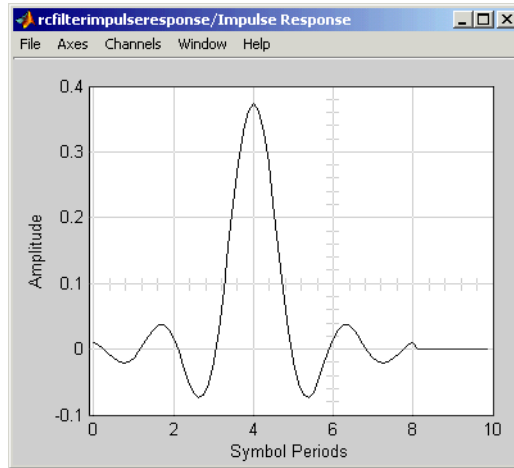 rcfilterimpulseresponse/Impulse Response
File Axes Channels Window Help
0.4
0.3
0.2
0.1
0
-0.1
Amplitude
0 2 4 6 8 10
Symbol Periods